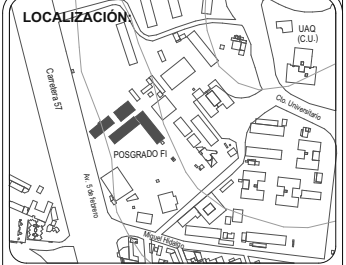 LOCALIZACIÓN:
UAQ
(C.U.)
Carretera 57
Cto. Universitario
POSGRADO FI
Av. 5 de febrero
Miguel Hidalgo